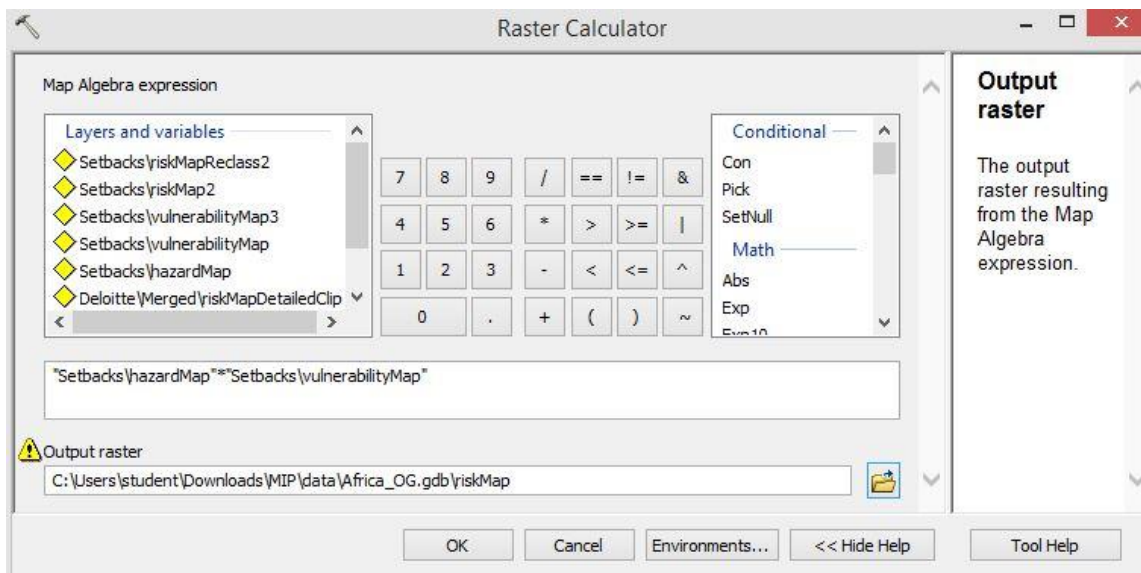 Raster Calculator
Map Algebra expression
Layers and variables
Setbacks\riskMapReclass2
Setbacks\riskMap2
Setbacks\vulnerabilityMap3
Setbacks\vulnerabilityMap
Setbacks\hazardMap
Deloitte\Merged\riskMapDetailedClip
7 8 9 / == != &
4 5 6 * > >= |
1 2 3 - < <= ^
0 . + ( ) ~
Conditional
Con
Pick
SetNull
Math
Abs
Exp
Exp10
"Setbacks\hazardMap"*"Setbacks\vulnerabilityMap"
Output raster
C:\Users\student\Downloads\MIP\data\Africa_OG.gdb\riskMap
OK
Cancel
Environments...
<< Hide Help
Tool Help
Output
raster
The output
raster resulting
from the Map
Algebra
expression.